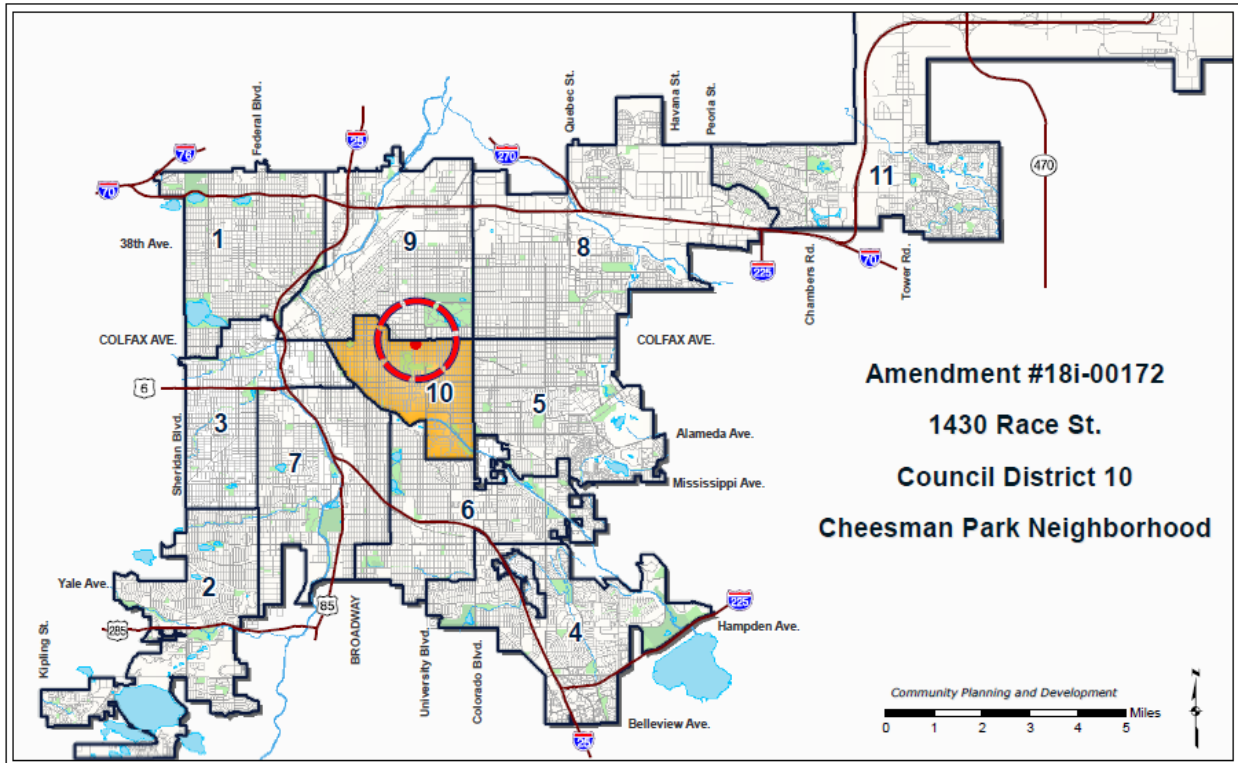 Federal Blvd.
Quebec St.
Havana St.
Peoria St.
25
76
270
70
470
11
1
9
8
38th Ave.
Chambers Rd.
Tower Rd.
225
70
COLFAX AVE.
COLFAX AVE.
6
10
5
3
Sheridan Blvd.
7
Alameda Ave.
Mississippi Ave.
6
Yale Ave.
2
85
285
Kipling St.
BROADWAY
University Blvd.
Colorado Blvd.
4
225
Hampden Ave.
Belleview Ave.
25
Amendment #18i-00172
1430 Race St.
Council District 10
Cheesman Park Neighborhood
Community Planning and Development
Miles
0 1 2 3 4 5
N